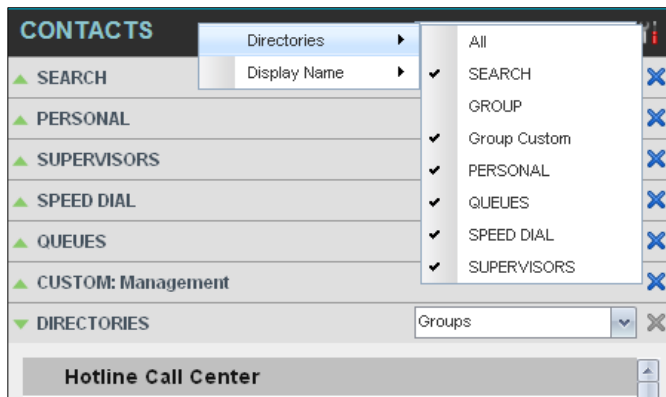 CONTACTS
Directories
All
SEARCH
Display Name
SEARCH
PERSONAL
GROUP
Group Custom
SUPERVISORS
PERSONAL
SPEED DIAL
QUEUES
QUEUES
SPEED DIAL
CUSTOM: Management
SUPERVISORS
DIRECTORIES
Groups
Hotline Call Center